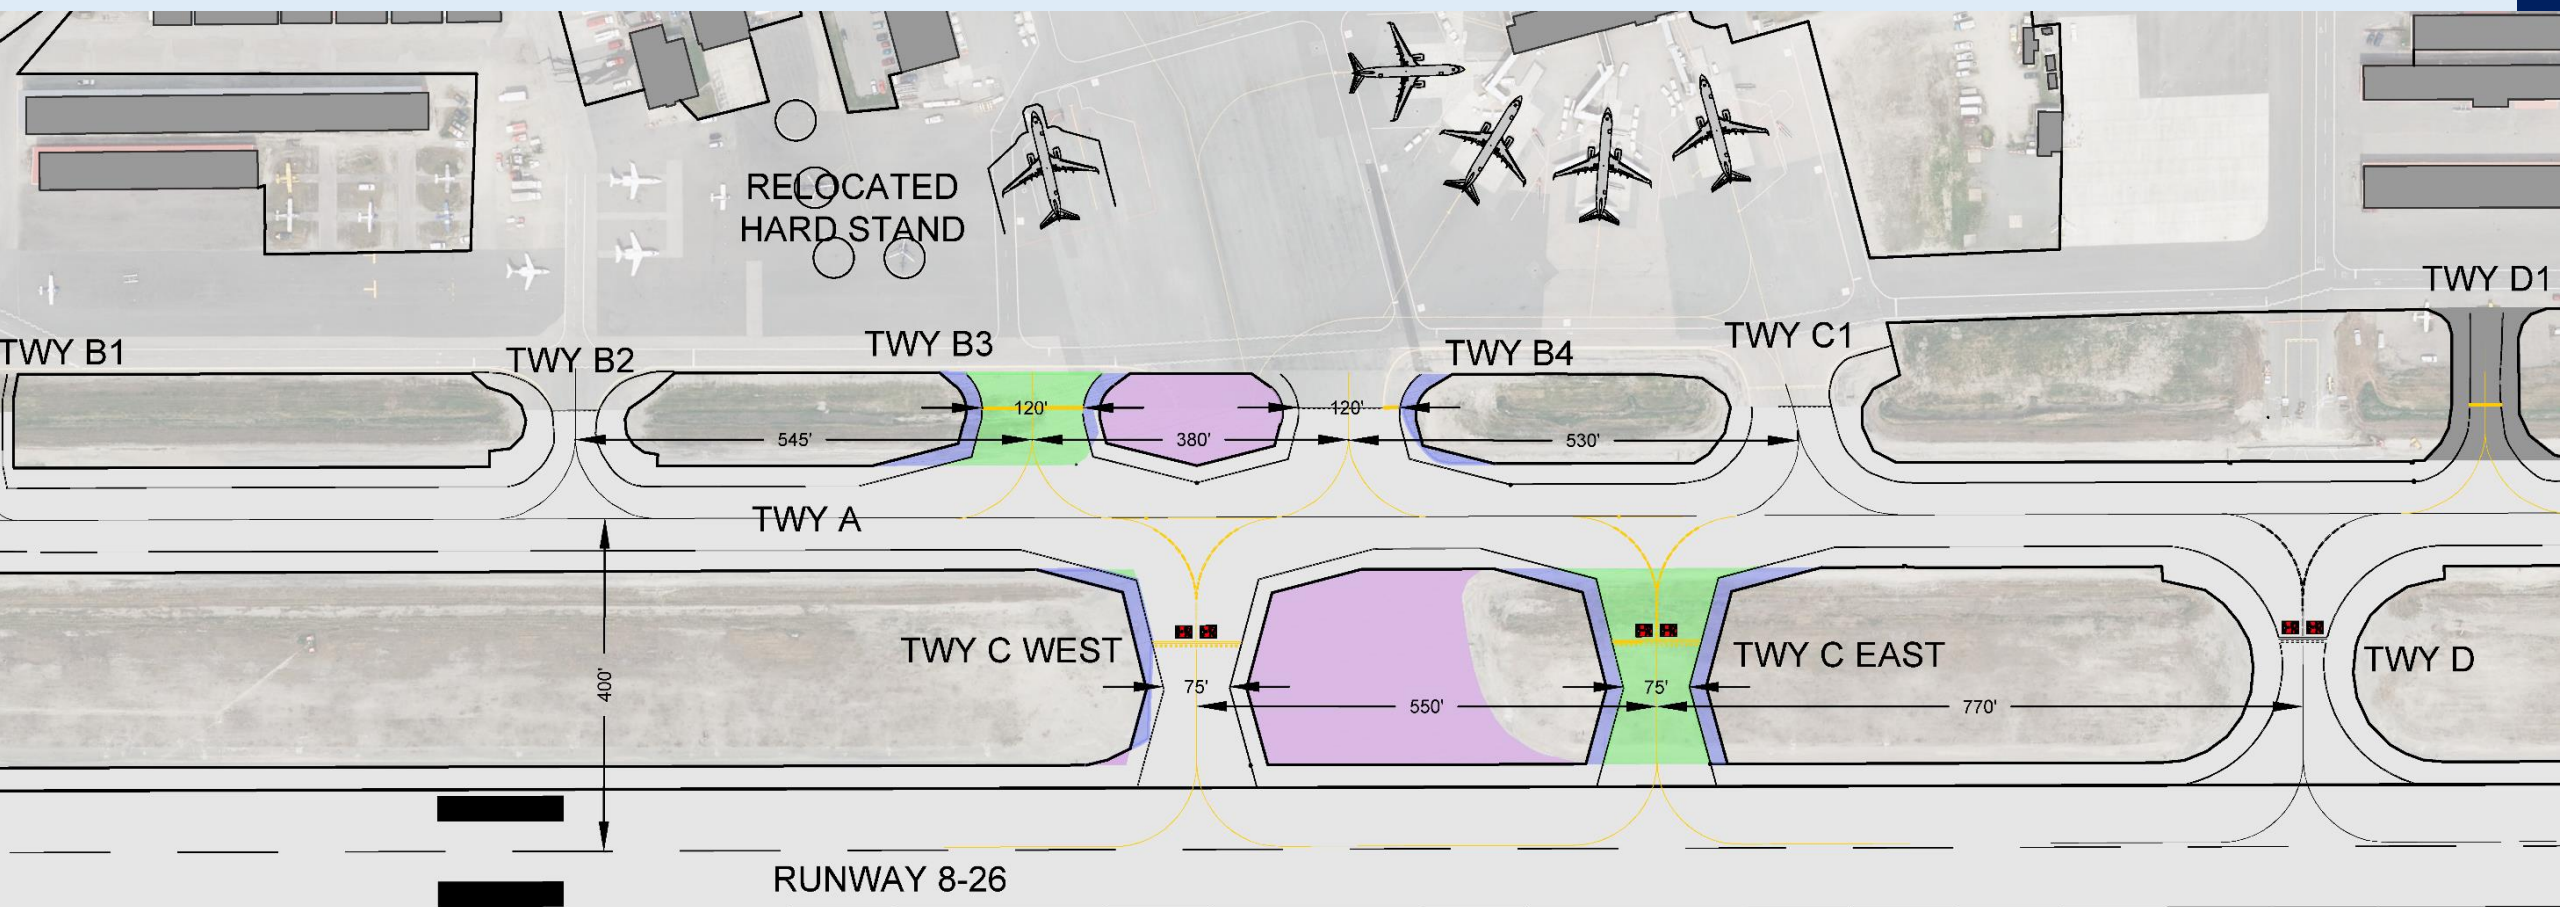 RELOCATED
HARD STAND
TWY D1
TWY B1
TWY B2
TWY B3
TWY B4
TWY C1
120'
120'
545'
380'
530'
TWY A
TWY C WEST
TWY C EAST
TWY D
400'
75'
75'
550'
770'
RUNWAY 8-26